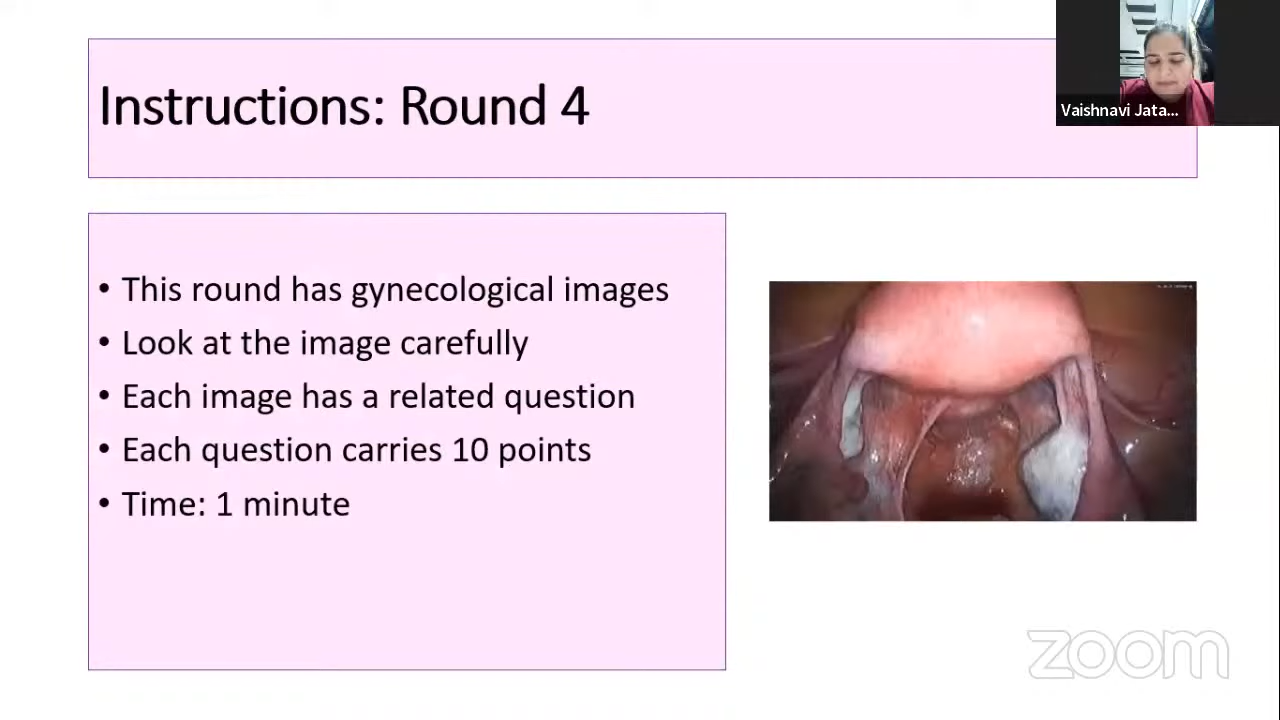 Instructions: Round 4
Vaishnavi Jata...
• This round has gynecological images
• Look at the image carefully
• Each image has a related question
• Each question carries 10 points
• Time: 1 minute
zoom